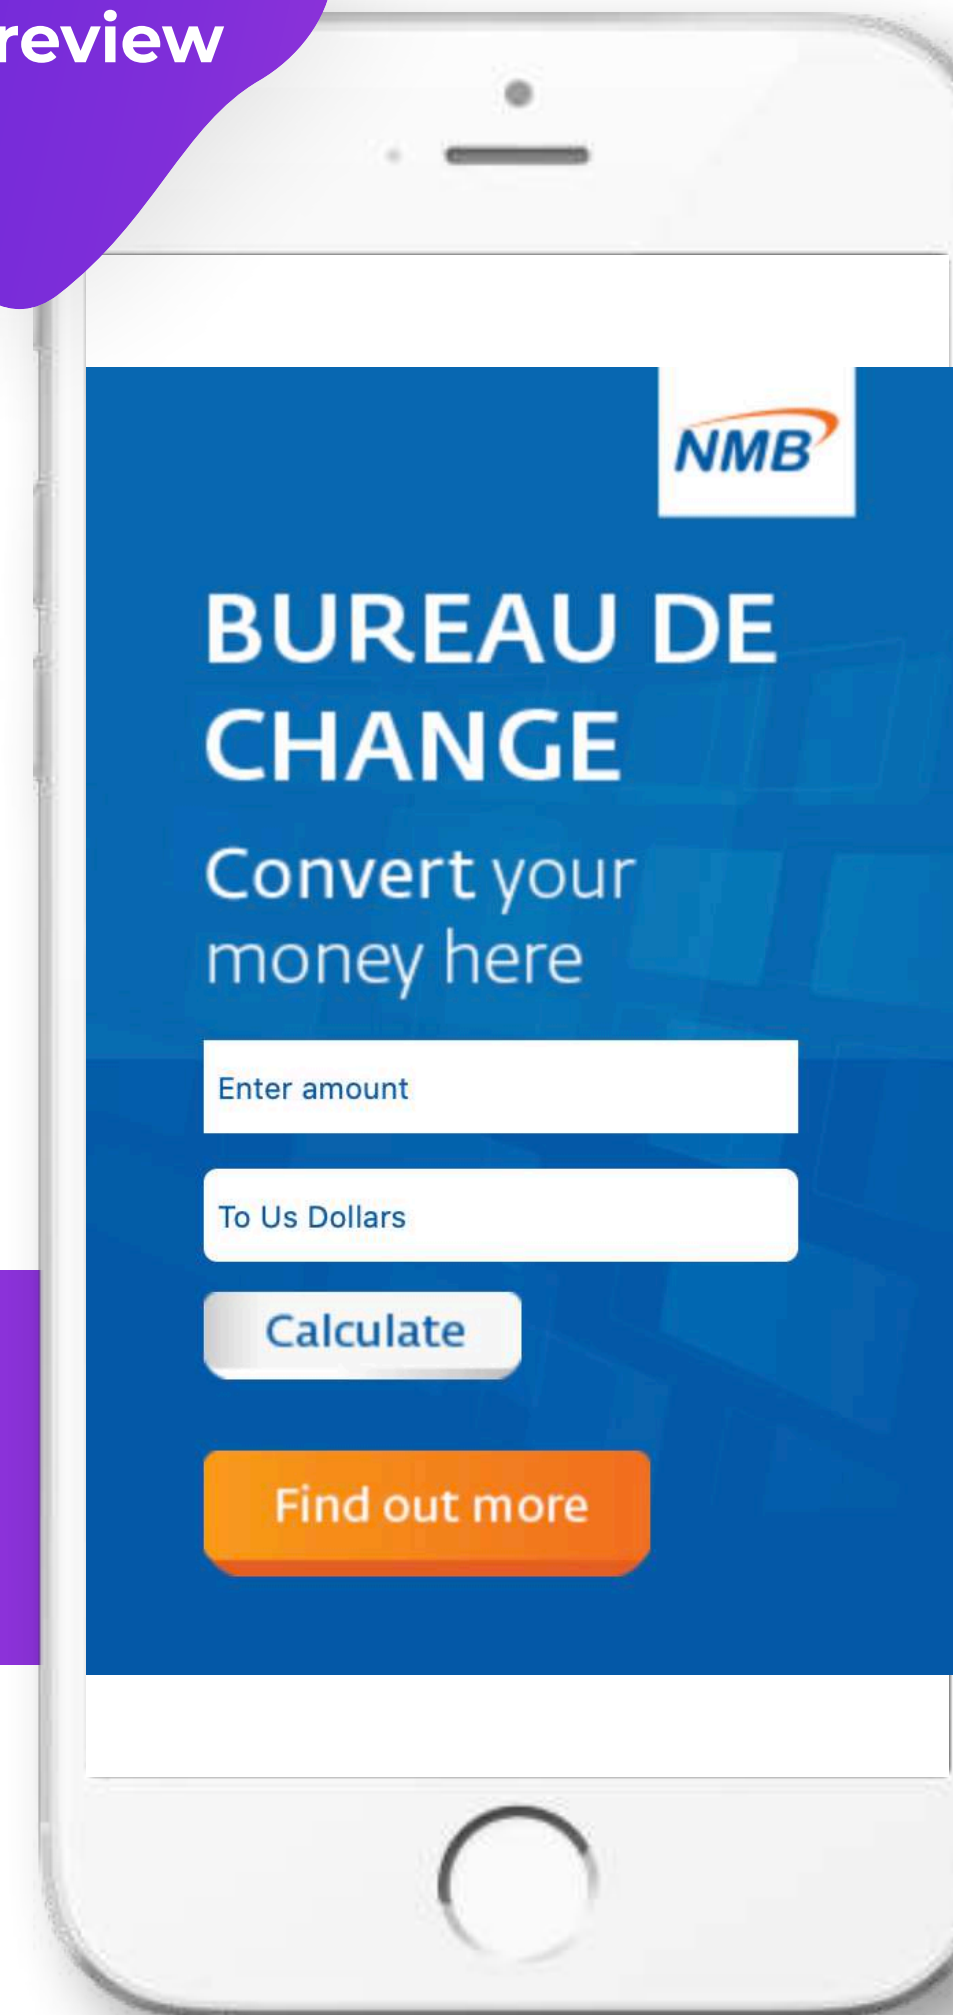 review
NMB
BUREAU DE
CHANGE
Convert your
money here
Enter amount
To Us Dollars
Calculate
Find out more